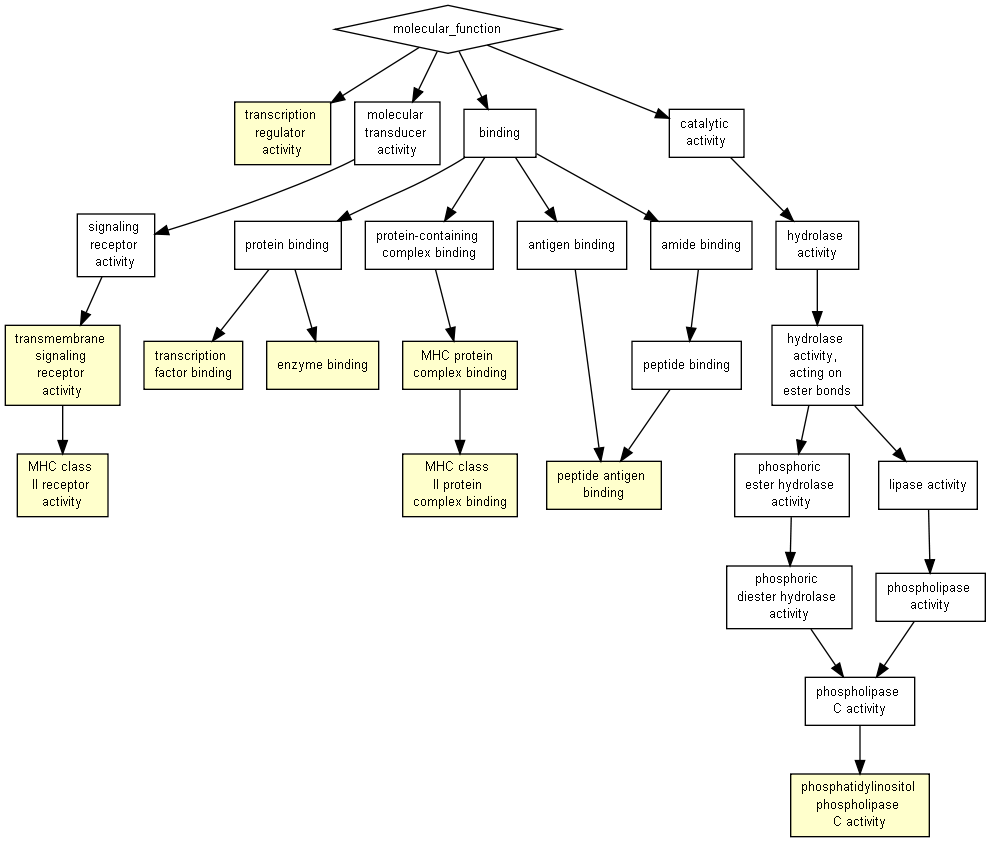 molecular_function
transcription
regulator
activity
molecular
transducer
activity
binding
catalytic
activity
signaling
receptor
activity
protein binding
protein-containing
complex binding
antigen binding
amide binding
hydrolase
activity
transmembrane
signaling
receptor
activity
transcription
factor binding
enzyme binding
MHC protein
complex binding
peptide binding
hydrolase
activity,
acting on
ester bonds
MHC class
II receptor
activity
MHC class
II protein
complex binding
peptide antigen
binding
phosphoric
ester hydrolase
activity
lipase activity
phosphoric
diester hydrolase
activity
phospholipase
activity
phospholipase
C activity
phosphatidylinositol
phospholipase
C activity